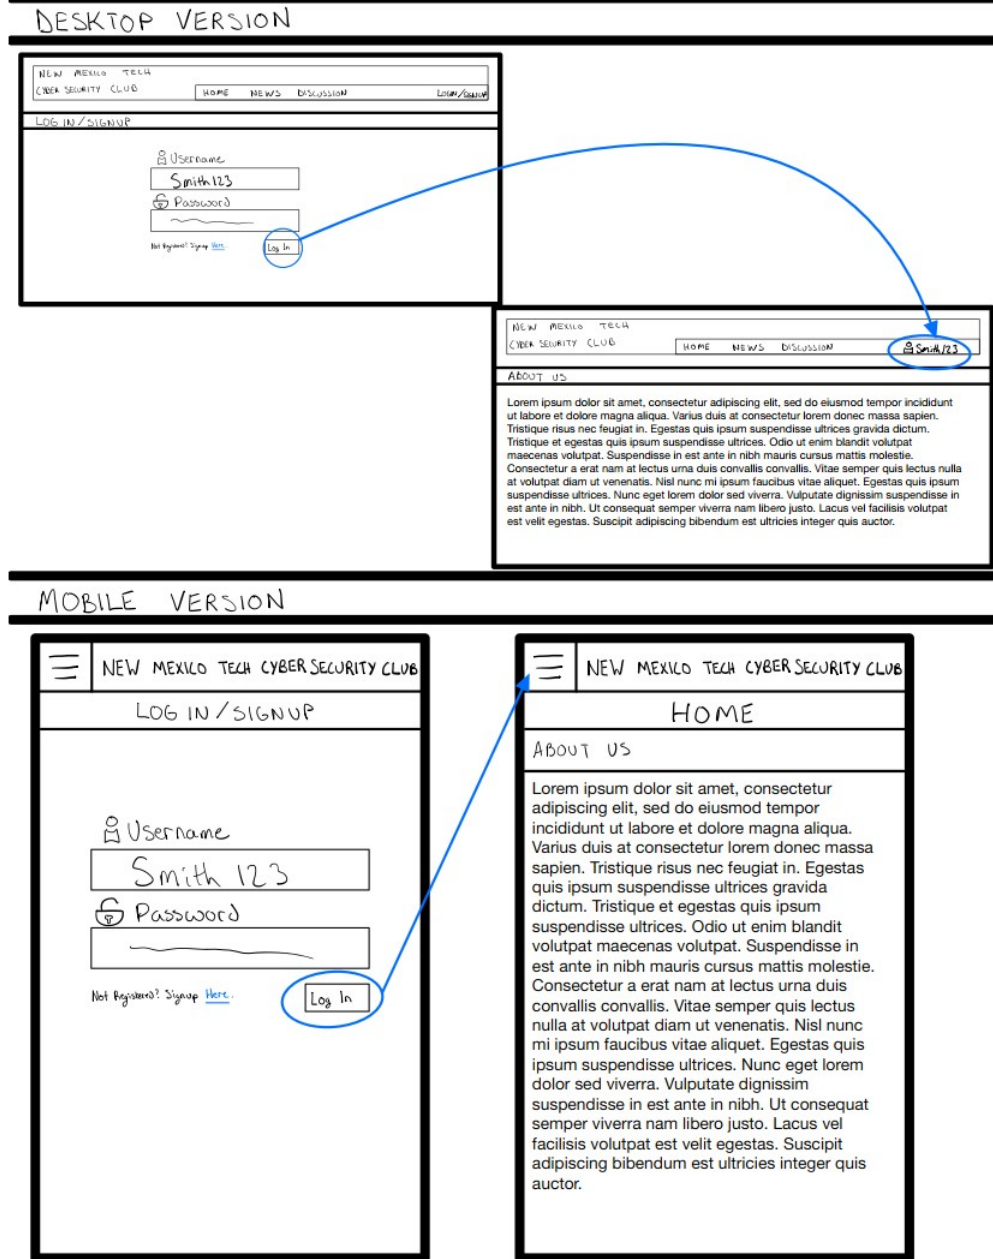 DESKTOP VERSION
NEW MEXICO TECH
CYBER SECURITY CLUB
HOME NEWS DISCUSSION LOGIN/SIGNUP
LOG IN/SIGNUP
Username
Smith123
Password
Not Registered? Signup Here.
Log In
NEW MEXICO TECH
CYBER SECURITY CLUB
HOME NEWS DISCUSSION Smith123
ABOUT US
Lorem ipsum dolor sit amet, consectetur adipiscing elit, sed do eiusmod tempor incididunt
ut labore et dolore magna aliqua. Varius duis at consectetur lorem donec massa sapien.
Tristique risus nec feugiat in. Egestas quis ipsum suspendisse ultrices gravida dictum.
Tristique et egestas quis ipsum suspendisse ultrices. Odio ut enim blandit volutpat
maecenas volutpat. Suspendisse in est ante in nibh mauris cursus mattis molestie.
Consectetur a erat nam at lectus urna duis convallis convallis. Vitae semper quis lectus nulla
at volutpat diam ut venenatis. Nisl nunc mi ipsum faucibus vitae aliquet. Egestas quis ipsum
suspendisse ultrices. Nunc eget lorem dolor sed viverra. Vulputate dignissim suspendisse in
est ante in nibh. Ut consequat semper viverra nam libero justo. Lacus vel facilisis volutpat
est velit egestas. Suscipit adipiscing bibendum est ultricies integer quis auctor.
MOBILE VERSION
NEW MEXICO TECH CYBER SECURITY CLUB
LOG IN/SIGNUP
Username
Smith 123
Password
Not Registered? Signup Here.
Log In
NEW MEXICO TECH CYBER SECURITY CLUB
HOME
ABOUT US
Lorem ipsum dolor sit amet, consectetur
adipiscing elit, sed do eiusmod tempor
incididunt ut labore et dolore magna aliqua.
Varius duis at consectetur lorem donec massa
sapien. Tristique risus nec feugiat in. Egestas
quis ipsum suspendisse ultrices gravida
dictum. Tristique et egestas quis ipsum
suspendisse ultrices. Odio ut enim blandit
volutpat maecenas volutpat. Suspendisse in
est ante in nibh mauris cursus mattis molestie.
Consectetur a erat nam at lectus urna duis
convallis convallis. Vitae semper quis lectus
nulla at volutpat diam ut venenatis. Nisl nunc
mi ipsum faucibus vitae aliquet. Egestas quis
ipsum suspendisse ultrices. Nunc eget lorem
dolor sed viverra. Vulputate dignissim
suspendisse in est ante in nibh. Ut consequat
semper viverra nam libero justo. Lacus vel
facilisis volutpat est velit egestas. Suscipit
adipiscing bibendum est ultricies integer quis
auctor.